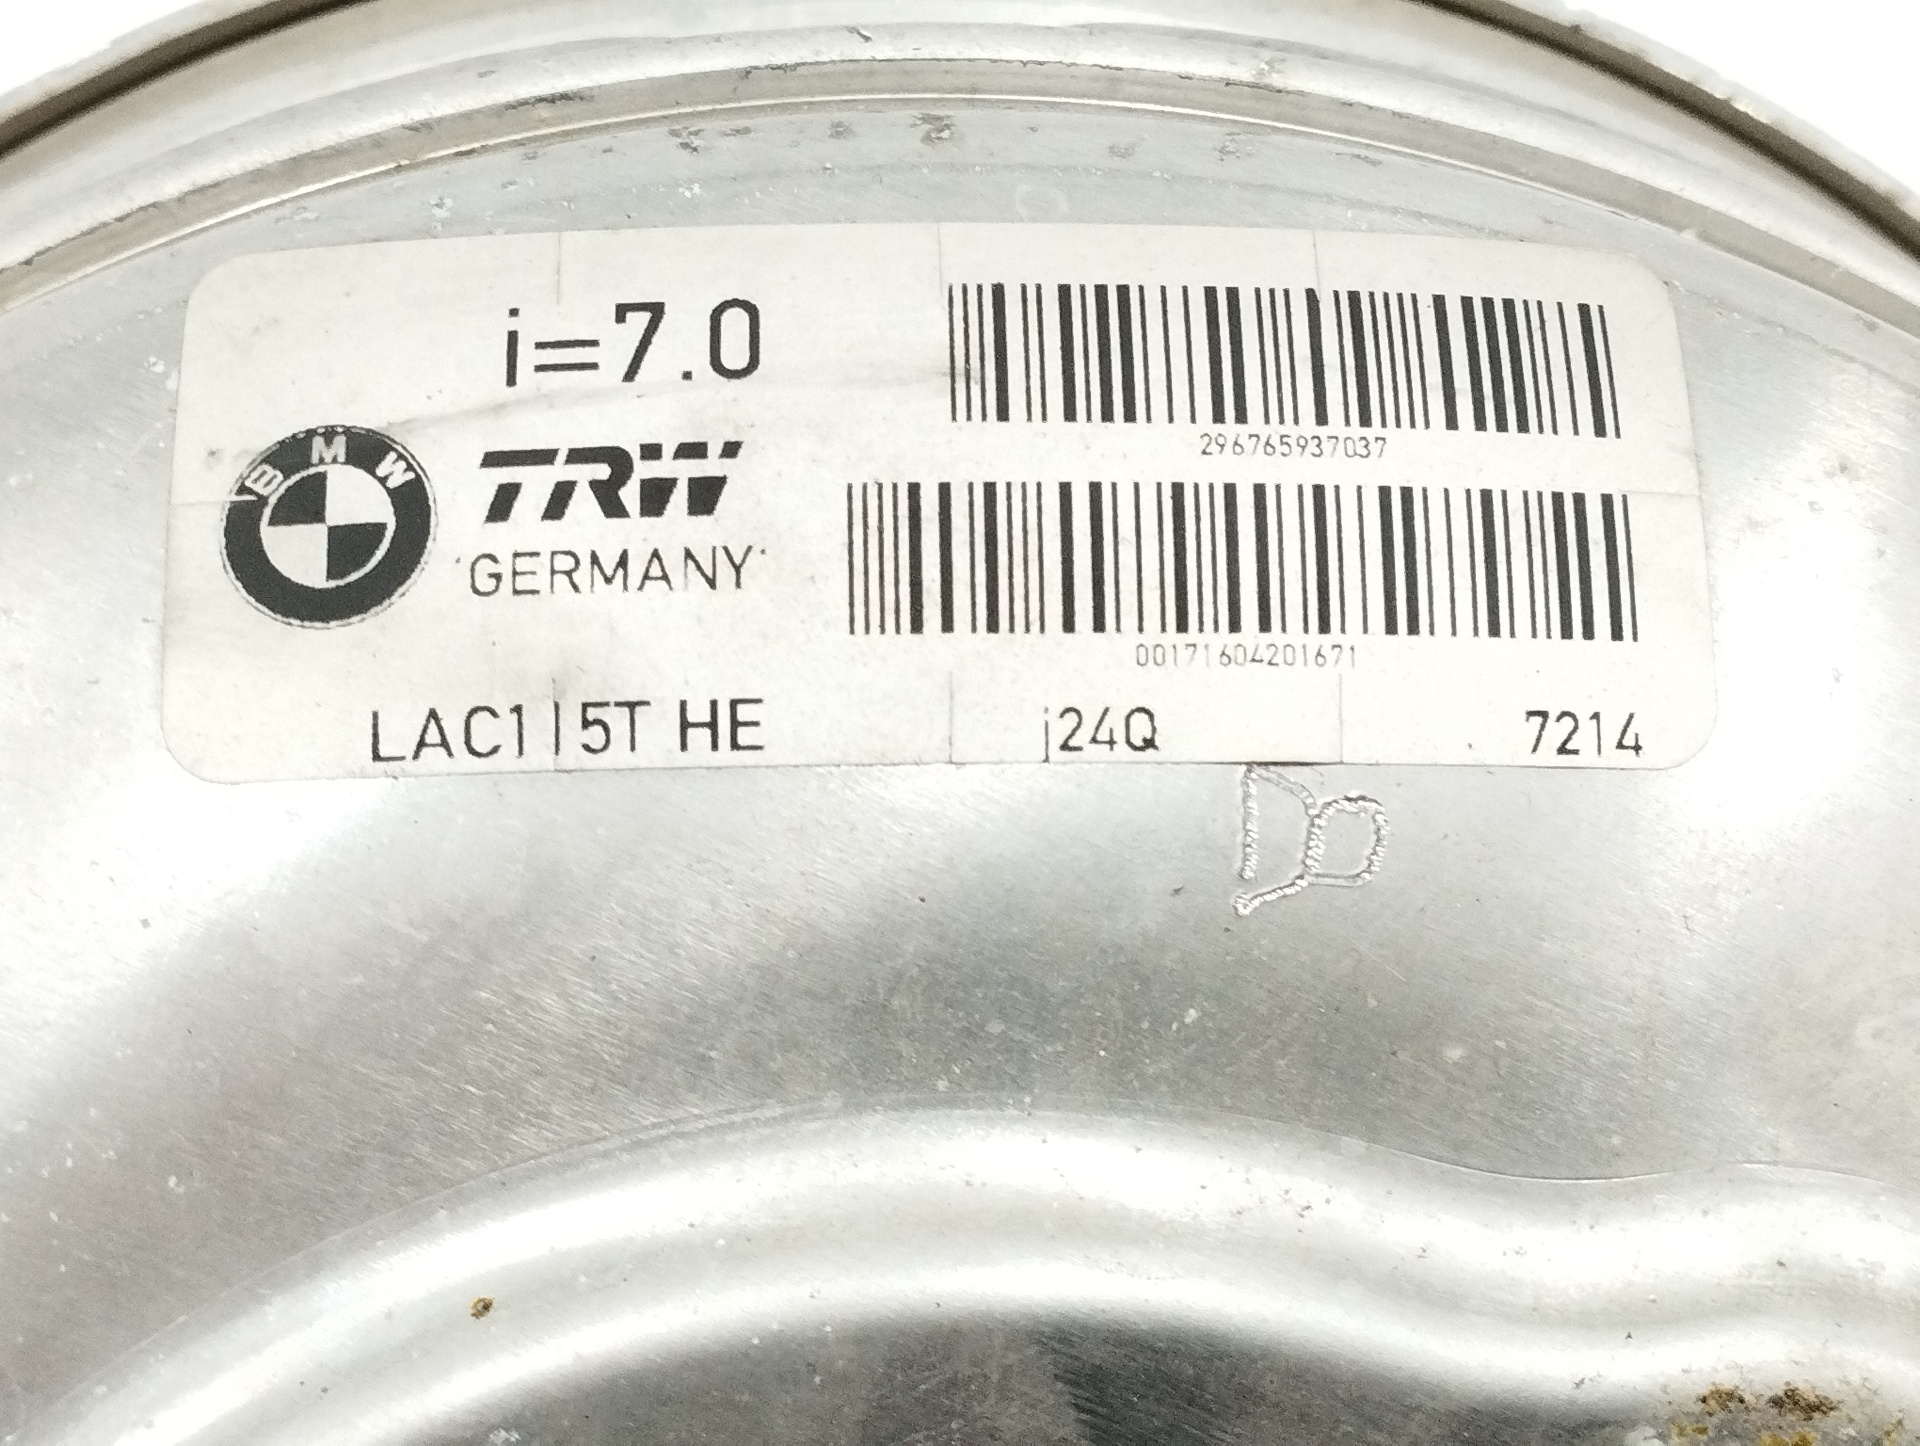 i=7.0
296765937037
BMW
TRW
GERMANY
00171604201671
LAC1 I 5T HE
j24Q
7214